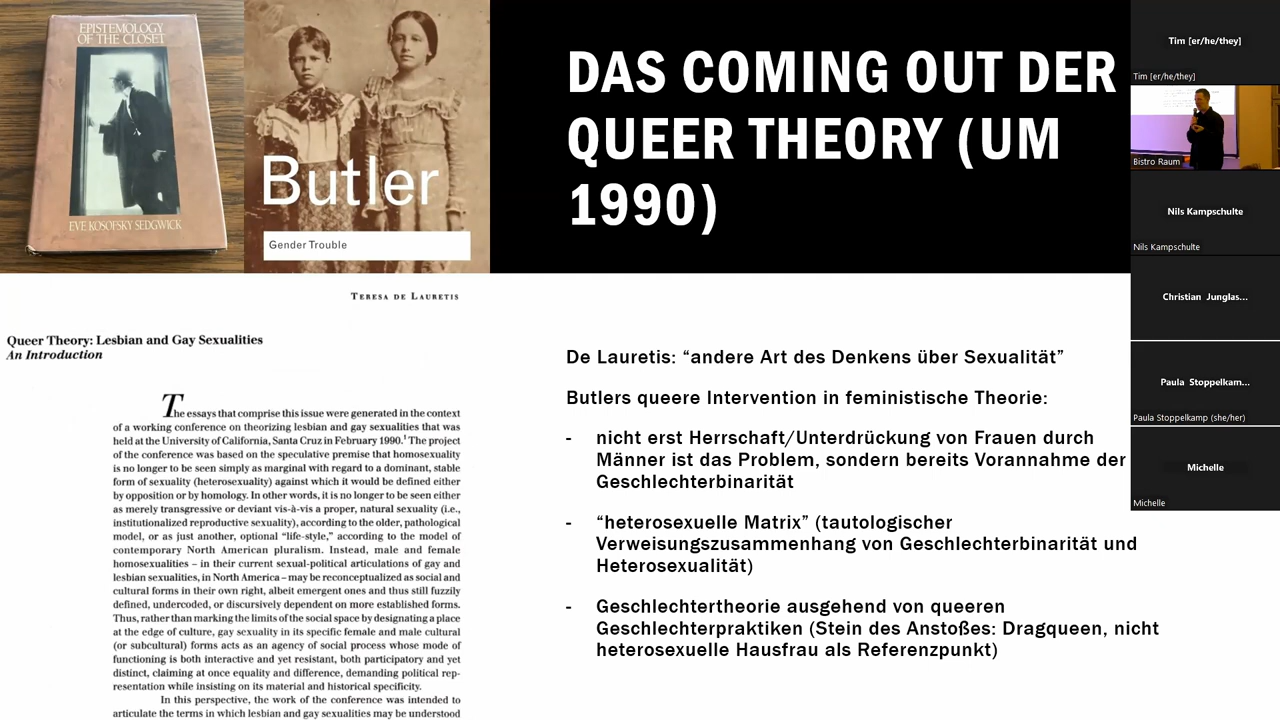 EPISTEMOLOGY
OF THE CLOSET
EVE KOSOFSKY SEDGWICK
Butler
Gender Trouble
DAS COMING OUT DER
QUEER THEORY (UM
1990)
TERESA DE LAURETIS
Queer Theory: Lesbian and Gay Sexualities
An Introduction
The essays that comprise this issue were generated in the context
of a working conference on theorizing lesbian and gay sexualities that was
held at the University of California, Santa Cruz in February 1990.¹ The project
of the conference was based on the speculative premise that homosexuality
is no longer to be seen simply as marginal with regard to a dominant, stable
form of sexuality (heterosexuality) against which it would be defined either
by opposition or by homology. In other words, it is no longer to be seen either
as merely transgressive or deviant vis-à-vis a proper, natural sexuality (i.e.,
institutionalized reproductive sexuality), according to the older, pathological
model, or as just another, optional “life-style,” according to the model of
contemporary North American pluralism. Instead, male and female
homosexualities – in their current sexual-political articulations of gay and
lesbian sexualities, in North America – may be reconceptualized as social and
cultural forms in their own right, albeit emergent ones and thus still fuzzily
defined, undercoded, or discursively dependent on more established forms.
Thus, rather than marking the limits of the social space by designating a place
at the edge of culture, gay sexuality in its specific female and male cultural
(or subcultural) forms acts as an agency of social process whose mode of
functioning is both interactive and yet resistant, both participatory and yet
distinct, claiming at once equality and difference, demanding political rep-
resentation while insisting on its material and historical specificity.
In this perspective, the work of the conference was intended to
articulate the terms in which lesbian and gay sexualities may be understood
De Lauretis: “andere Art des Denkens über Sexualität”
Butlers queere Intervention in feministische Theorie:
- nicht erst Herrschaft/Unterdrückung von Frauen durch
Männer ist das Problem, sondern bereits Vorannahme der
Geschlechterbinarität
- “heterosexuelle Matrix” (tautologischer
Verweisungszusammenhang von Geschlechterbinarität und
Heterosexualität)
- Geschlechtertheorie ausgehend von queeren
Geschlechterpraktiken (Stein des Anstoßes: Dragqueen, nicht
heterosexuelle Hausfrau als Referenzpunkt)
Tim [er/he/they]
Tim [er/he/they]
Bistro Raum
Nils Kampschulte
Nils Kampschulte
Christian Junglas...
Paula Stoppelkam...
Paula Stoppelkamp (she/her)
Michelle
Michelle